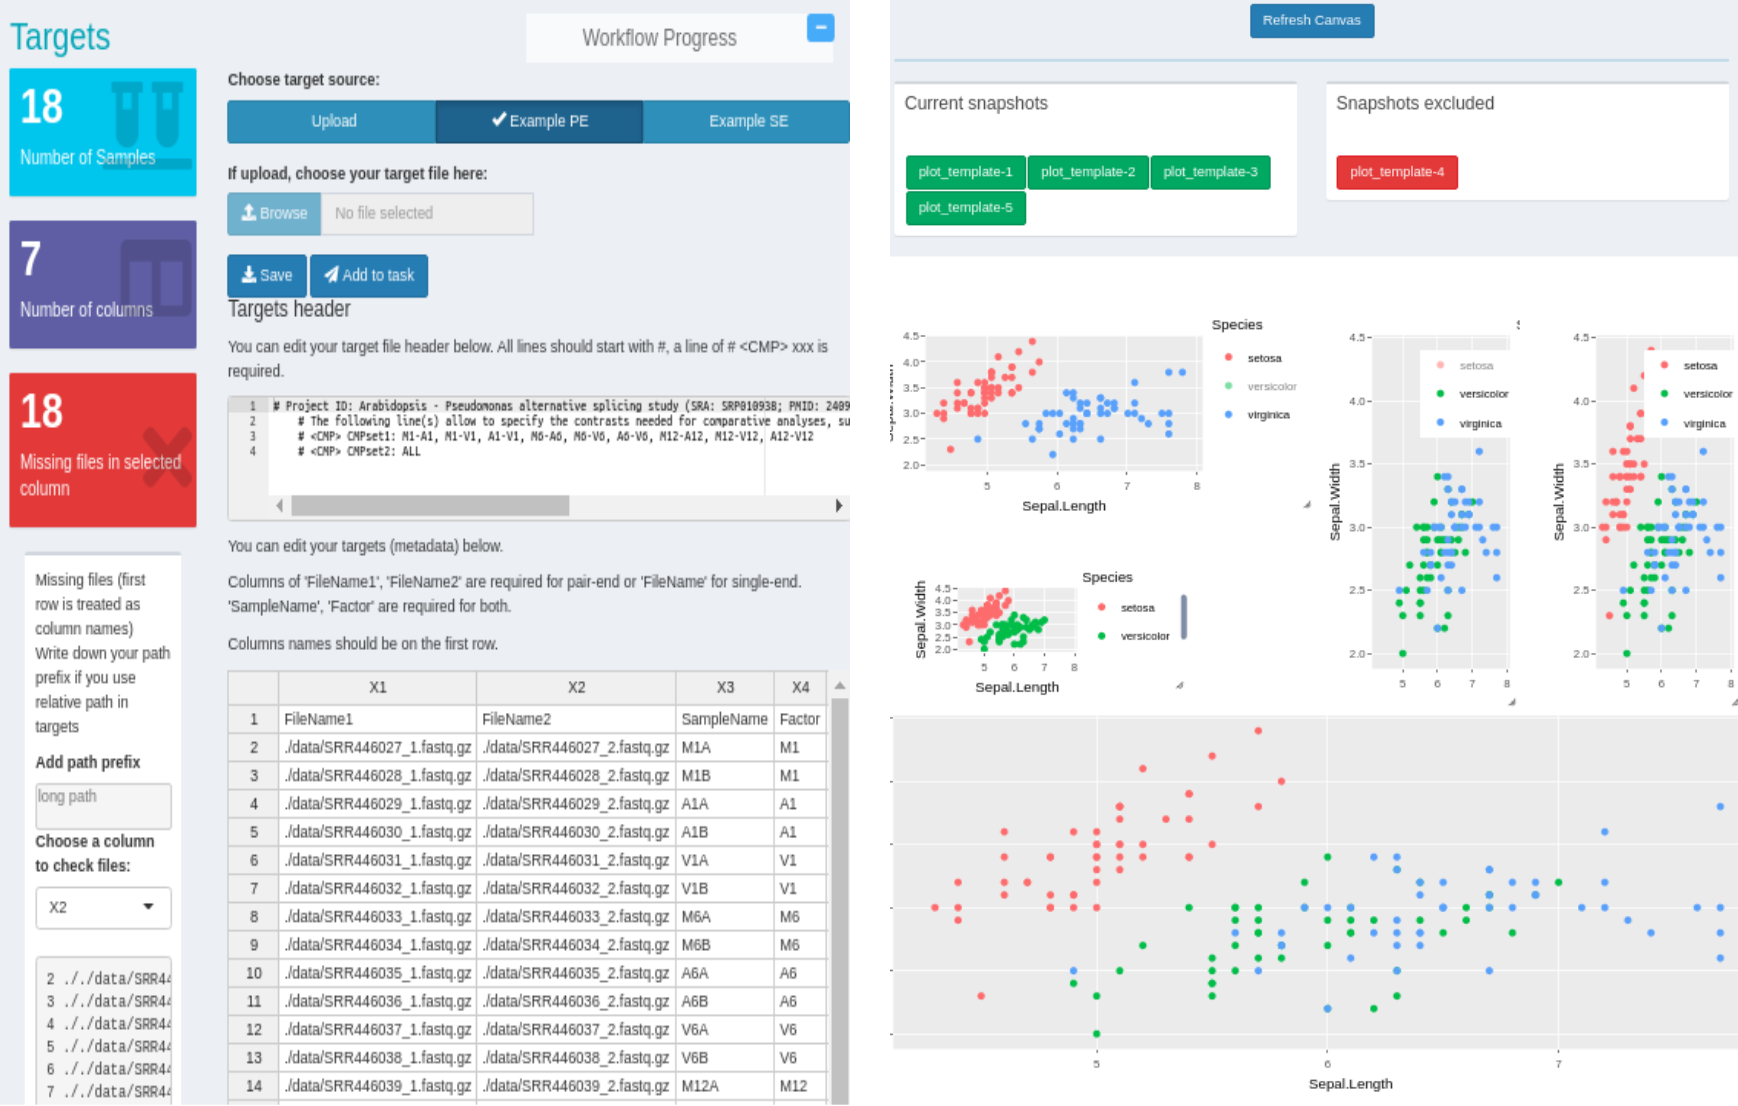 Targets
Workflow Progress
18
Number of Samples
7
Number of columns
18
Missing files in selected
column
Missing files (first
row is treated as
column names)
Write down your path
prefix if you use
relative path in
targets
Add path prefix
long path
Choose a column
to check files:
X2
2 ././data/SRR44
3 ././data/SRR44
4 ././data/SRR44
5 ././data/SRR44
6 ././data/SRR44
7 ././data/SRR44
Choose target source:
Upload Example PE Example SE
If upload, choose your target file here:
Browse No file selected
Save Add to task
Targets header
You can edit your target file header below. All lines should start with #, a line of # <CMP> xxx is
required.
1 # Project ID: Arabidopsis - Pseudomonas alternative splicing study (SRA: SRP010938; PMID: 2409
2 # The following line(s) allow to specify the contrasts needed for comparative analyses, su
3 # <CMP> CMPset1: M1-A1, M1-V1, A1-V1, M6-A6, M6-V6, A6-V6, M12-A12, M12-V12, A12-V12
4 # <CMP> CMPset2: ALL
You can edit your targets (metadata) below.
Columns of 'FileName1', 'FileName2' are required for pair-end or 'FileName' for single-end.
'SampleName', 'Factor' are required for both.
Columns names should be on the first row.
X1 X2 X3 X4
1 FileName1 FileName2 SampleName Factor
2 ./data/SRR446027_1.fastq.gz ./data/SRR446027_2.fastq.gz M1A M1
3 ./data/SRR446028_1.fastq.gz ./data/SRR446028_2.fastq.gz M1B M1
4 ./data/SRR446029_1.fastq.gz ./data/SRR446029_2.fastq.gz A1A A1
5 ./data/SRR446030_1.fastq.gz ./data/SRR446030_2.fastq.gz A1B A1
6 ./data/SRR446031_1.fastq.gz ./data/SRR446031_2.fastq.gz V1A V1
7 ./data/SRR446032_1.fastq.gz ./data/SRR446032_2.fastq.gz V1B V1
8 ./data/SRR446033_1.fastq.gz ./data/SRR446033_2.fastq.gz M6A M6
9 ./data/SRR446034_1.fastq.gz ./data/SRR446034_2.fastq.gz M6B M6
10 ./data/SRR446035_1.fastq.gz ./data/SRR446035_2.fastq.gz A6A A6
11 ./data/SRR446036_1.fastq.gz ./data/SRR446036_2.fastq.gz A6B A6
12 ./data/SRR446037_1.fastq.gz ./data/SRR446037_2.fastq.gz V6A V6
13 ./data/SRR446038_1.fastq.gz ./data/SRR446038_2.fastq.gz V6B V6
14 ./data/SRR446039_1.fastq.gz ./data/SRR446039_2.fastq.gz M12A M12
Refresh Canvas
Current snapshots
plot_template-1 plot_template-2 plot_template-3
plot_template-5
Snapshots excluded
plot_template-4
Species
setosa
versicolor
virginica
4.5
4.0
3.5
3.0
2.5
2.0
Sepal.Width
5 6 7 8
Sepal.Length
Species
setosa
versicolor
4.5
4.0
3.5
3.0
2.5
2.0
Sepal.Width
5 6 7 8
Sepal.Length
setosa
versicolor
virginica
4.5
4.0
3.5
3.0
2.5
2.0
Sepal.Width
5 6 7 8
setosa
versicolor
virginica
4.5
4.0
3.5
3.0
2.5
2.0
Sepal.Width
5 6 7 8
5 6 7
Sepal.Length